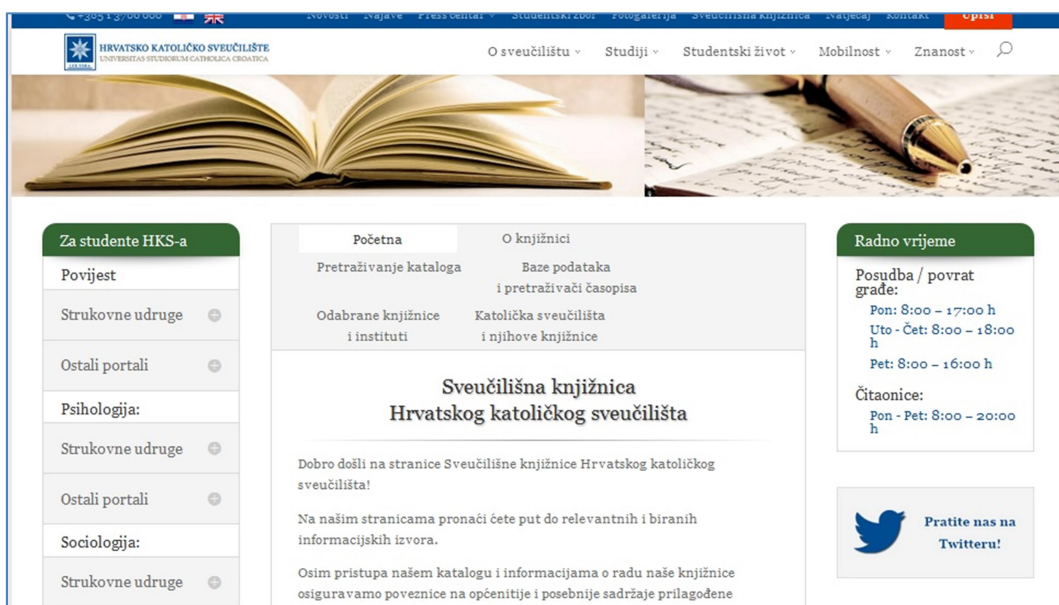 +385 1 3700 600
Novosti Najave Press centar Studentski zbor Fotogalerija Sveučilišna knjižnica Natječaj Kontakt Upisi
HRVATSKO KATOLIČKO SVEUČILIŠTE
UNIVERSITAS STUDIORUM CATHOLICA CROATICA
O sveučilištu Studiji Studentski život Mobilnost Znanost
Za studente HKS-a
Povijest
Strukovne udruge
Ostali portali
Psihologija:
Strukovne udruge
Ostali portali
Sociologija:
Strukovne udruge
Početna O knjižnici
Pretraživanje kataloga Baze podataka
i pretraživači časopisa
Odabrane knjižnice Katolička sveučilišta
i instituti i njihove knjižnice
Sveučilišna knjižnica
Hrvatskog katoličkog sveučilišta
Dobro došli na stranice Sveučilišne knjižnice Hrvatskog katoličkog
sveučilišta!
Na našim stranicama pronaći ćete put do relevantnih i biranih
informacijskih izvora.
Osim pristupa našem katalogu i informacijama o radu naše knjižnice
osiguravamo poveznice na općenitije i posebnije sadržaje prilagođene
Radno vrijeme
Posudba / povrat
građe:
Pon: 8:00 – 17:00 h
Uto - Čet: 8:00 – 18:00
h
Pet: 8:00 – 16:00 h
Čitaonice:
Pon - Pet: 8:00 – 20:00
h
Pratite nas na
Twitteru!